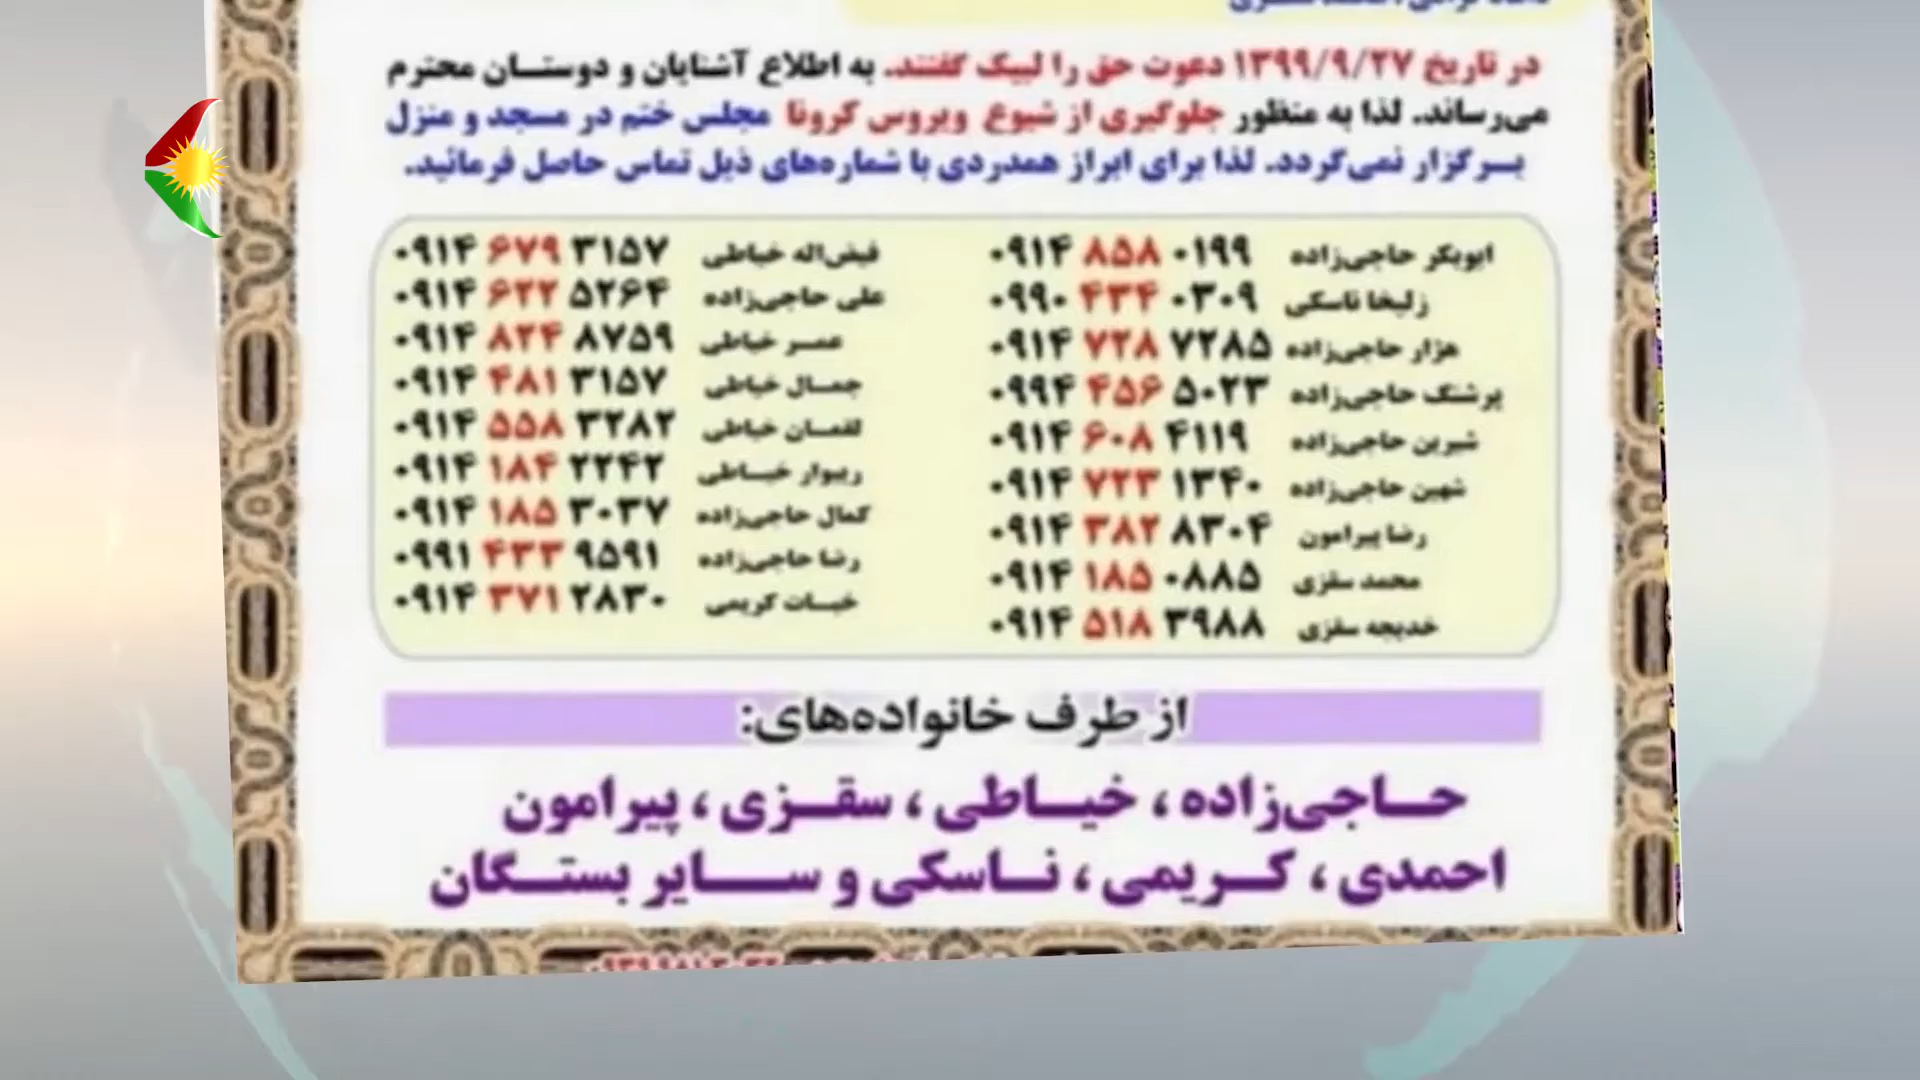 در تاریخ ۱۳۹۹/۹/۲۷ دعوت حق را لبیک گفتند. به اطلاع آشنایان و دوستان محترم
می‌رساند. لذا به منظور جلوگیری از شیوع ویروس کرونا مجلس ختم در مسجد و منزل
برگزار نمی‌گردد. لذا برای ابراز همدردی با شماره‌های ذیل تماس حاصل فرمائید.
ابوبکر حاجی‌زاده ۰۹۱۴ ۸۵۸ ۰۱۹۹
زلیخا ناسکی ۰۹۹۰ ۴۳۴ ۰۳۰۹
هژار حاجی‌زاده ۰۹۱۴ ۷۲۸ ۷۲۸۵
پرشنگ حاجی‌زاده ۰۹۹۴ ۴۵۶ ۵۰۲۳
شیرین حاجی‌زاده ۰۹۱۴ ۶۰۸ ۴۱۱۹
شهین حاجی‌زاده ۰۹۱۴ ۷۲۳ ۱۳۴۰
رضا پیرامون ۰۹۱۴ ۳۸۲ ۸۳۰۴
محمد سقزی ۰۹۱۴ ۱۸۵ ۰۸۸۵
خدیجه سقزی ۰۹۱۴ ۵۱۸ ۳۹۸۸
فیض‌اله خیاطی ۰۹۱۴ ۶۷۹ ۳۱۵۷
علی حاجی‌زاده ۰۹۱۴ ۶۲۲ ۵۲۶۴
عمر خیاطی ۰۹۱۴ ۸۲۴ ۸۷۵۹
جمال خیاطی ۰۹۱۴ ۴۸۱ ۳۱۵۷
لقمان خیاطی ۰۹۱۴ ۵۵۸ ۳۲۸۲
ریبوار خیاطی ۰۹۱۴ ۱۸۴ ۲۲۴۲
کمال حاجی‌زاده ۰۹۱۴ ۱۸۵ ۳۰۳۷
رضا حاجی‌زاده ۰۹۹۱ ۴۳۳ ۹۵۹۱
خبات کریمی ۰۹۱۴ ۳۷۱ ۲۸۳۰
از طرف خانواده‌های:
حاجی‌زاده ، خیاطی ، سقزی ، پیرامون
احمدی ، کریمی ، ناسکی و سایر بستگان